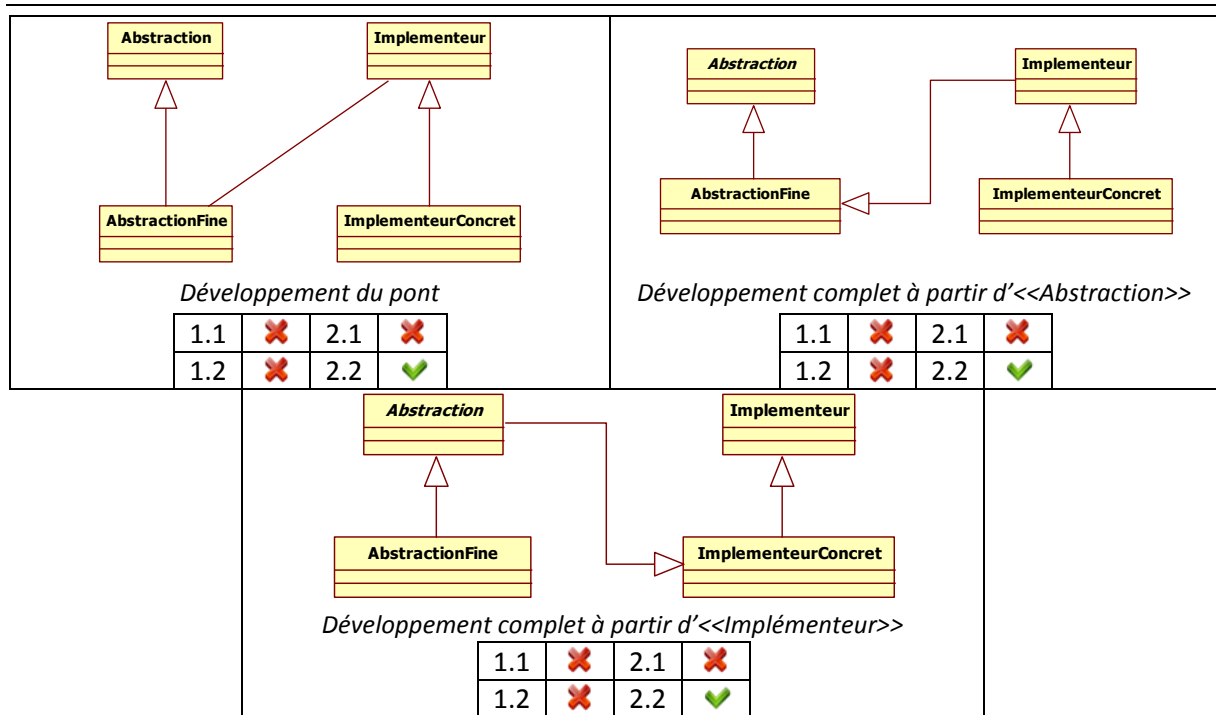 Abstraction
Implementeur
AbstractionFine
ImplementeurConcret
Développement du pont
1.1 ✖ 2.1 ✖
1.2 ✖ 2.2 ✔
Abstraction
Implementeur
AbstractionFine
ImplementeurConcret
Développement complet à partir d’<<Abstraction>>
1.1 ✖ 2.1 ✖
1.2 ✖ 2.2 ✔
Abstraction
Implementeur
AbstractionFine
ImplementeurConcret
Développement complet à partir d’<<Implémenteur>>
1.1 ✖ 2.1 ✖
1.2 ✖ 2.2 ✔